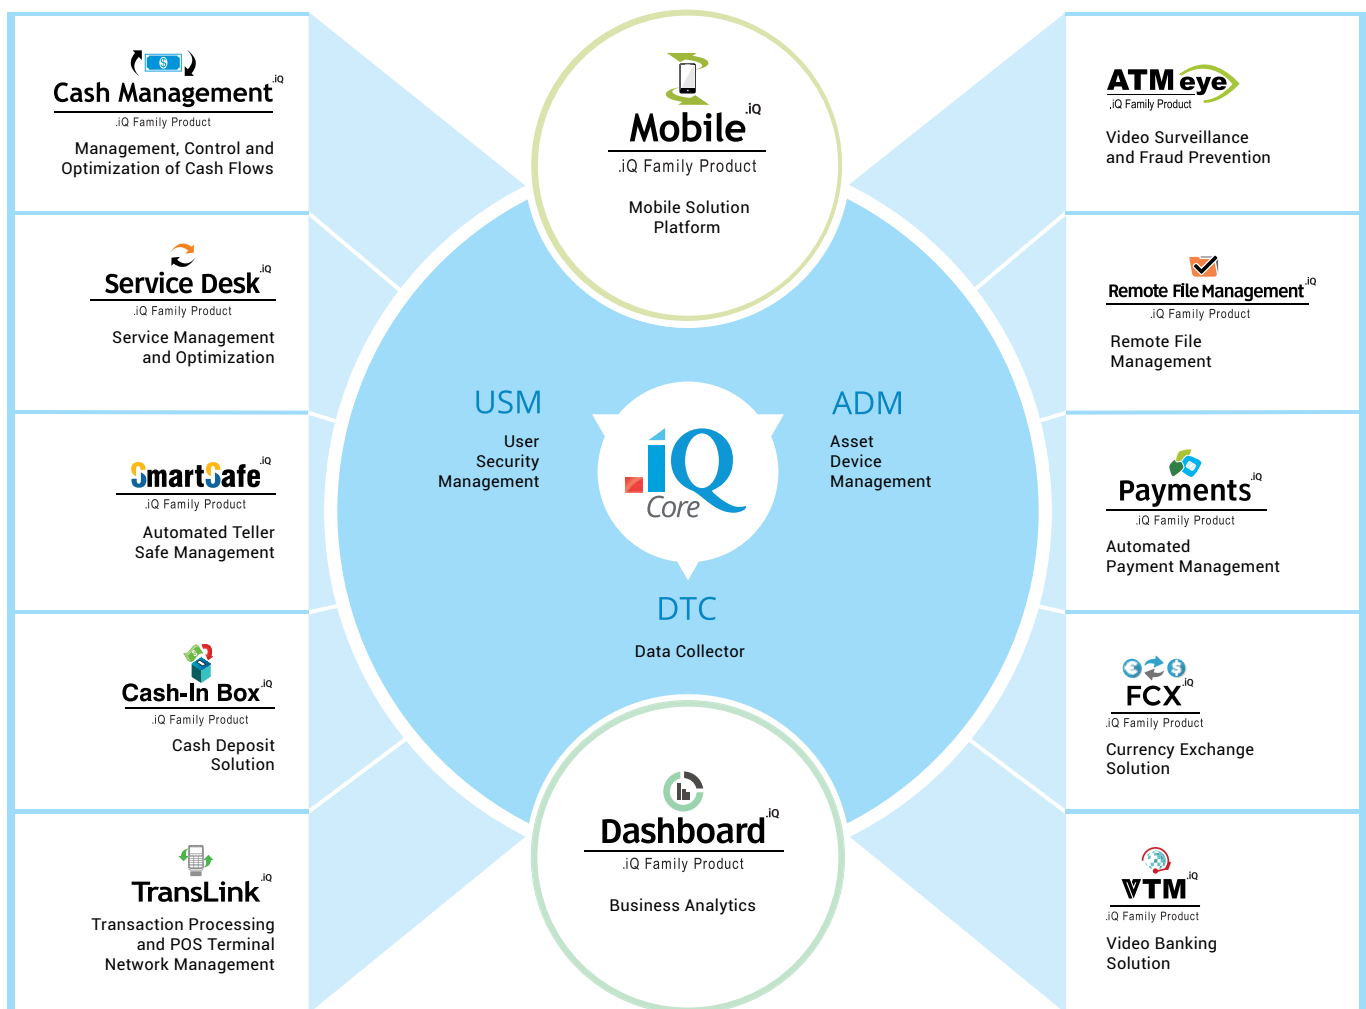 Cash Management .iQ
.iQ Family Product
Management, Control and
Optimization of Cash Flows
Service Desk .iQ
.iQ Family Product
Service Management
and Optimization
SmartSafe .iQ
.iQ Family Product
Automated Teller
Safe Management
Cash-In Box .iQ
.iQ Family Product
Cash Deposit
Solution
TransLink .iQ
Transaction Processing
and POS Terminal
Network Management
Mobile .iQ
.iQ Family Product
Mobile Solution
Platform
USM
User
Security
Management
.iQ
Core
ADM
Asset
Device
Management
DTC
Data Collector
Dashboard .iQ
.iQ Family Product
Business Analytics
ATM eye
.iQ Family Product
Video Surveillance
and Fraud Prevention
Remote File Management .iQ
.iQ Family Product
Remote File
Management
Payments .iQ
.iQ Family Product
Automated
Payment Management
FCX .iQ
.iQ Family Product
Currency Exchange
Solution
VTM .iQ
.iQ Family Product
Video Banking
Solution